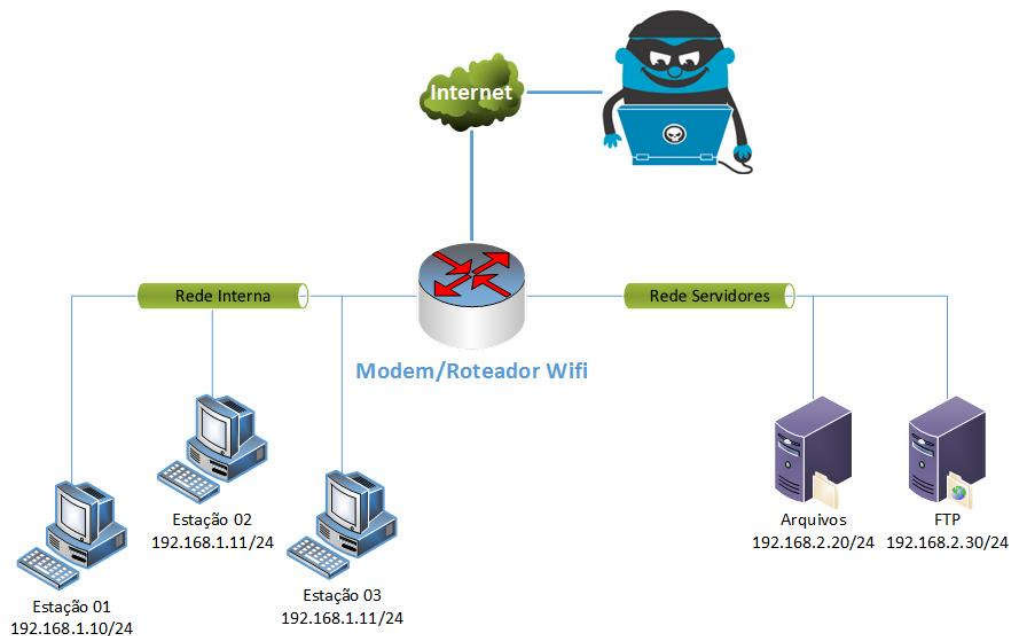 Internet
Rede Interna
Rede Servidores
Modem/Roteador Wifi
Estação 02
192.168.1.11/24
Estação 03
192.168.1.11/24
Estação 01
192.168.1.10/24
Arquivos
192.168.2.20/24
FTP
192.168.2.30/24